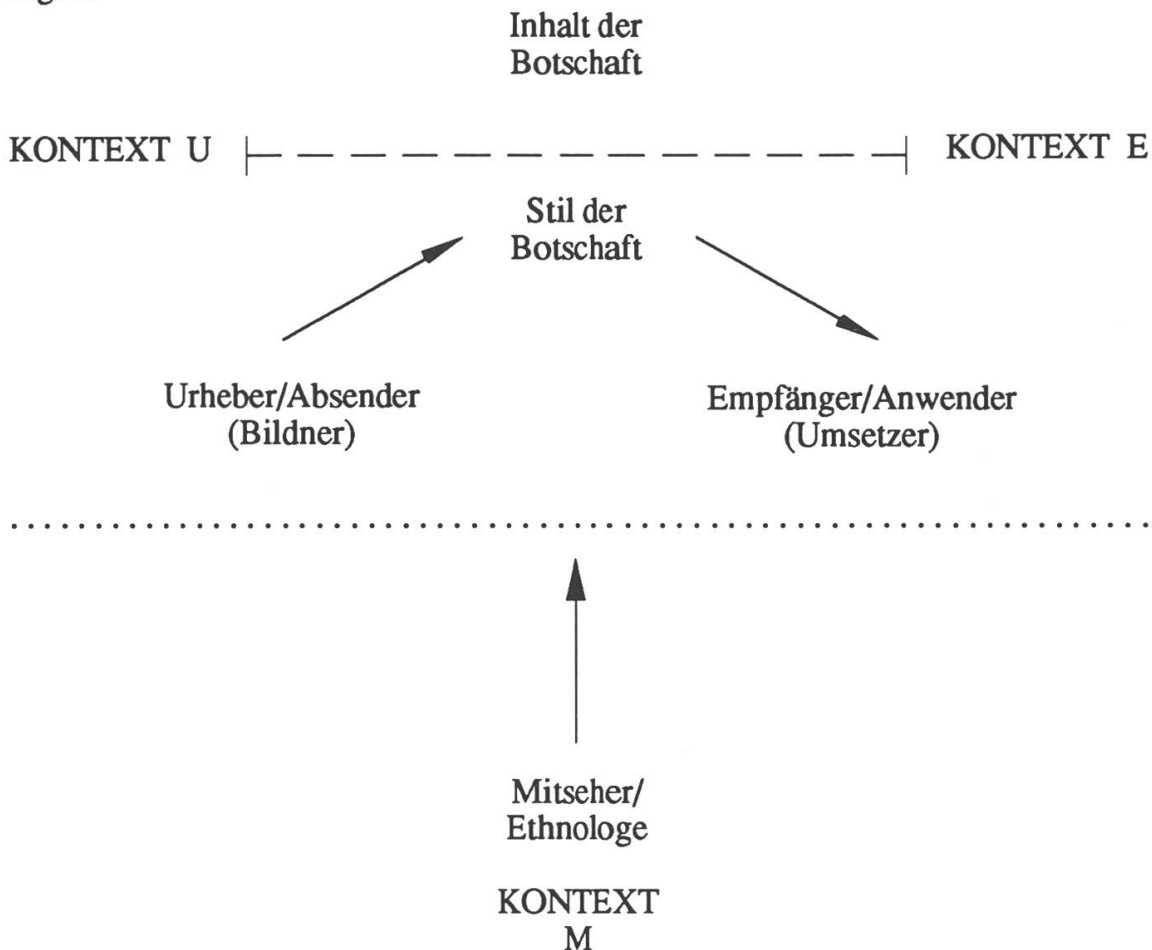 Inhalt der
Botschaft
KONTEXT U
KONTEXT E
Stil der
Botschaft
Urheber/Absender
(Bildner)
Empfänger/Anwender
(Umsetzer)
Mitseher/
Ethnologe
KONTEXT
M